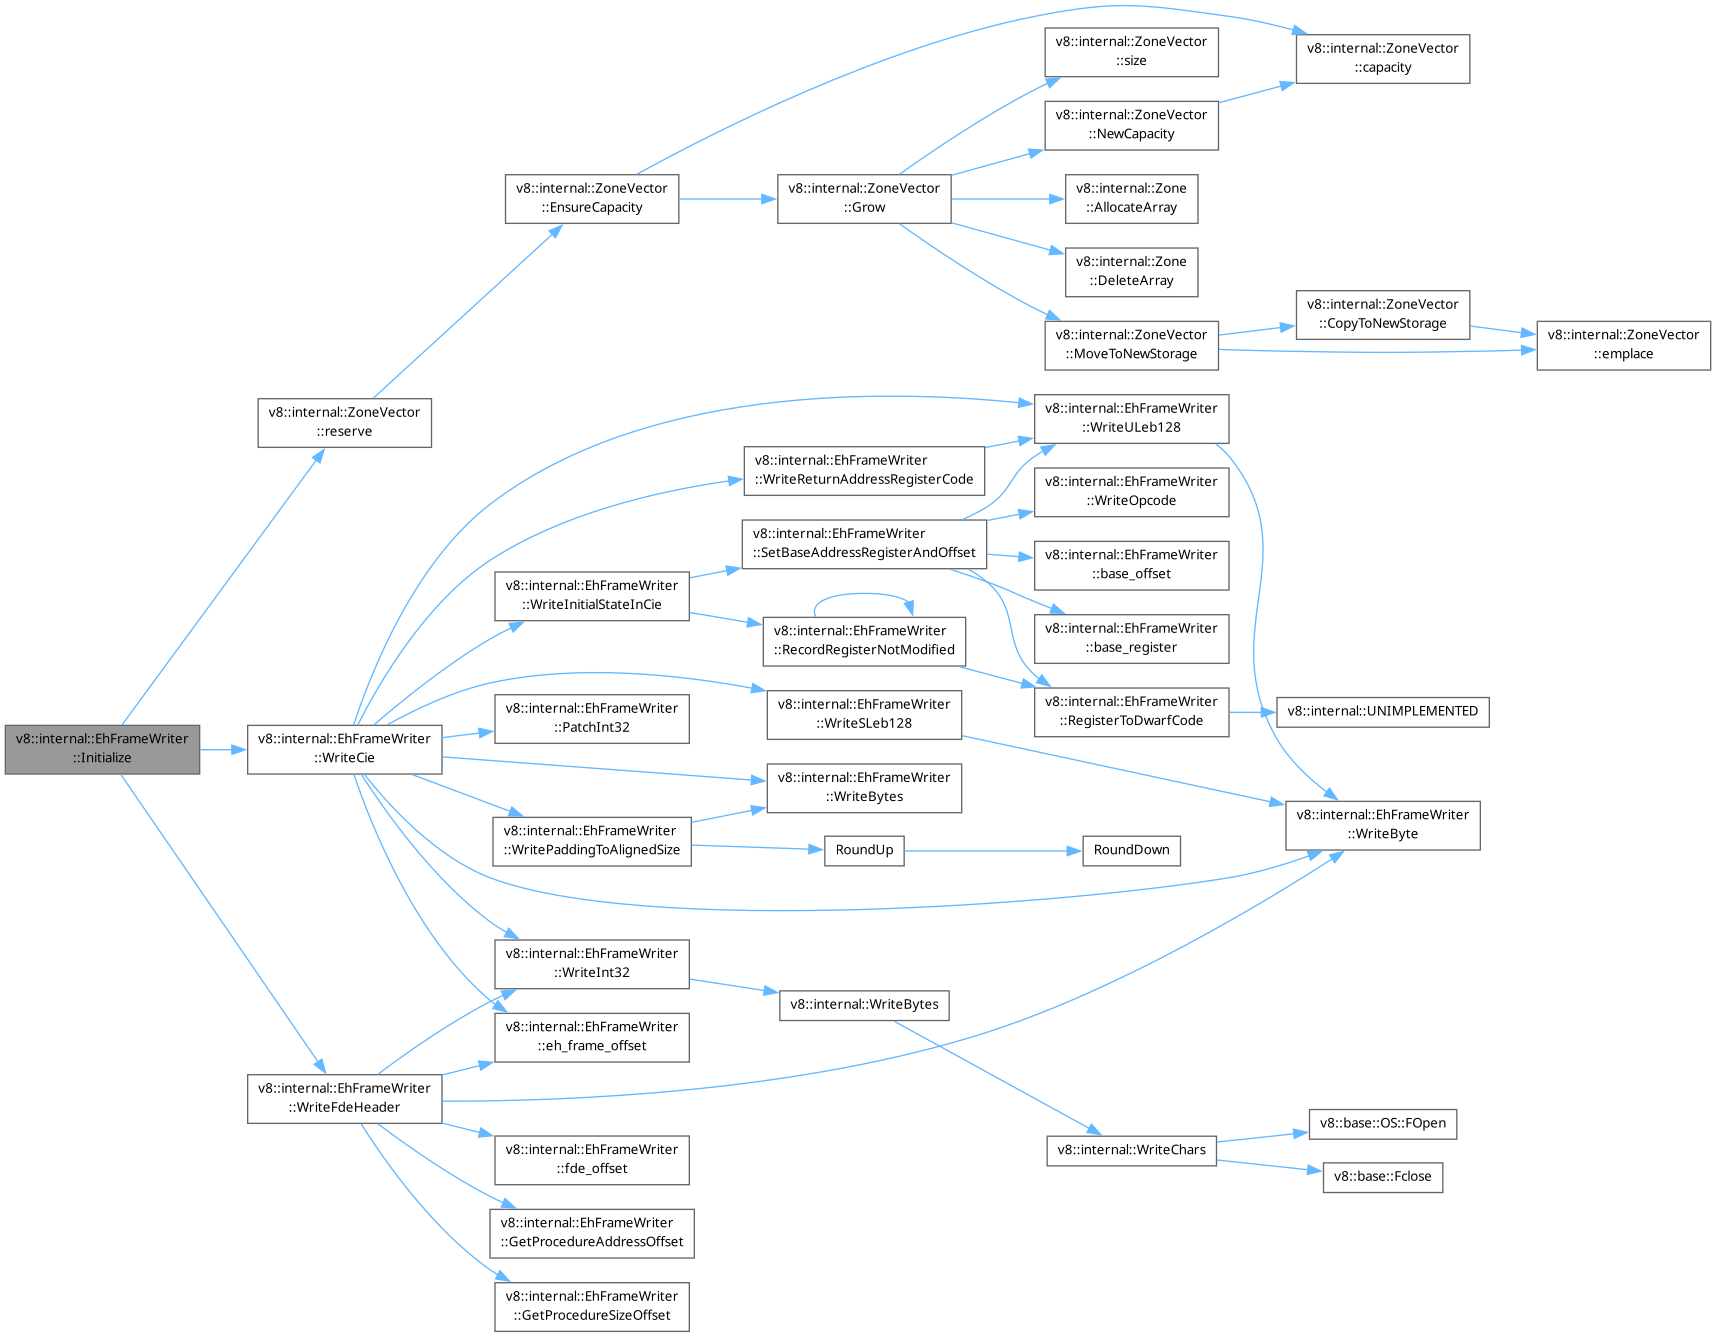 v8::internal::EhFrameWriter
::Initialize
v8::internal::ZoneVector
::reserve
v8::internal::EhFrameWriter
::WriteCie
v8::internal::EhFrameWriter
::WriteFdeHeader
v8::internal::ZoneVector
::EnsureCapacity
v8::internal::EhFrameWriter
::WriteInitialStateInCie
v8::internal::EhFrameWriter
::PatchInt32
v8::internal::EhFrameWriter
::WritePaddingToAlignedSize
v8::internal::EhFrameWriter
::WriteInt32
v8::internal::EhFrameWriter
::eh_frame_offset
v8::internal::EhFrameWriter
::fde_offset
v8::internal::EhFrameWriter
::GetProcedureAddressOffset
v8::internal::EhFrameWriter
::GetProcedureSizeOffset
v8::internal::ZoneVector
::Grow
v8::internal::EhFrameWriter
::WriteReturnAddressRegisterCode
v8::internal::EhFrameWriter
::SetBaseAddressRegisterAndOffset
v8::internal::EhFrameWriter
::RecordRegisterNotModified
v8::internal::EhFrameWriter
::WriteSLeb128
v8::internal::EhFrameWriter
::WriteBytes
RoundUp
v8::internal::WriteBytes
v8::internal::ZoneVector
::size
v8::internal::ZoneVector
::NewCapacity
v8::internal::Zone
::AllocateArray
v8::internal::Zone
::DeleteArray
v8::internal::ZoneVector
::MoveToNewStorage
v8::internal::EhFrameWriter
::WriteULeb128
v8::internal::EhFrameWriter
::WriteOpcode
v8::internal::EhFrameWriter
::base_offset
v8::internal::EhFrameWriter
::base_register
v8::internal::EhFrameWriter
::RegisterToDwarfCode
RoundDown
v8::internal::WriteChars
v8::internal::ZoneVector
::capacity
v8::internal::ZoneVector
::CopyToNewStorage
v8::internal::UNIMPLEMENTED
v8::internal::EhFrameWriter
::WriteByte
v8::base::OS::FOpen
v8::base::Fclose
v8::internal::ZoneVector
::emplace